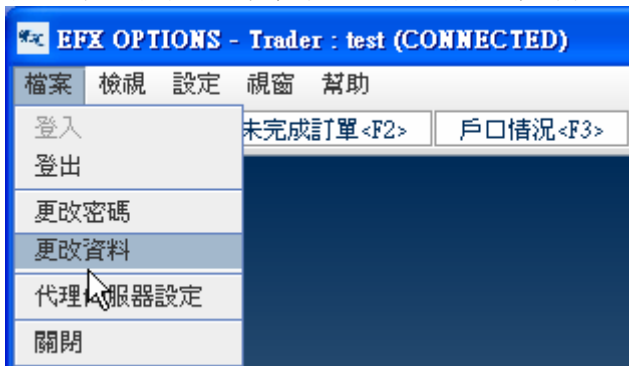 EFX OPTIONS - Trader : test (CONNECTED)
檔案 檢視 設定 視窗 幫助
登入 未完成訂單<F2> 戶口情況<F3>
登出
更改密碼
更改資料
代理伺服器設定
關閉